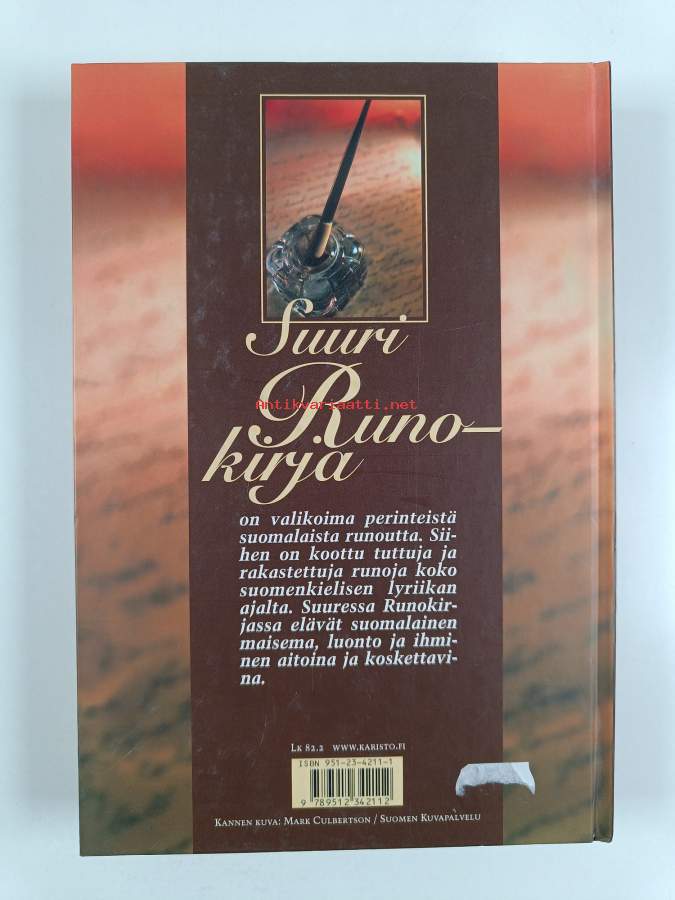 Suuri
Antikvariaatti.net
Runo-
kirja
on valikoima perinteistä
suomalaista runoutta. Sii-
hen on koottu tuttuja ja
rakastettuja runoja koko
suomenkielisen lyriikan
ajalta. Suuressa Runokir-
jassa elävät suomalainen
maisema, luonto ja ihmi-
nen aitoina ja koskettavi-
na.
Lk 82.2 www.karisto.fi
ISBN 951-23-4211-1
9 789512 342112
Kannen kuva: Mark Culbertson / Suomen Kuvapalvelu